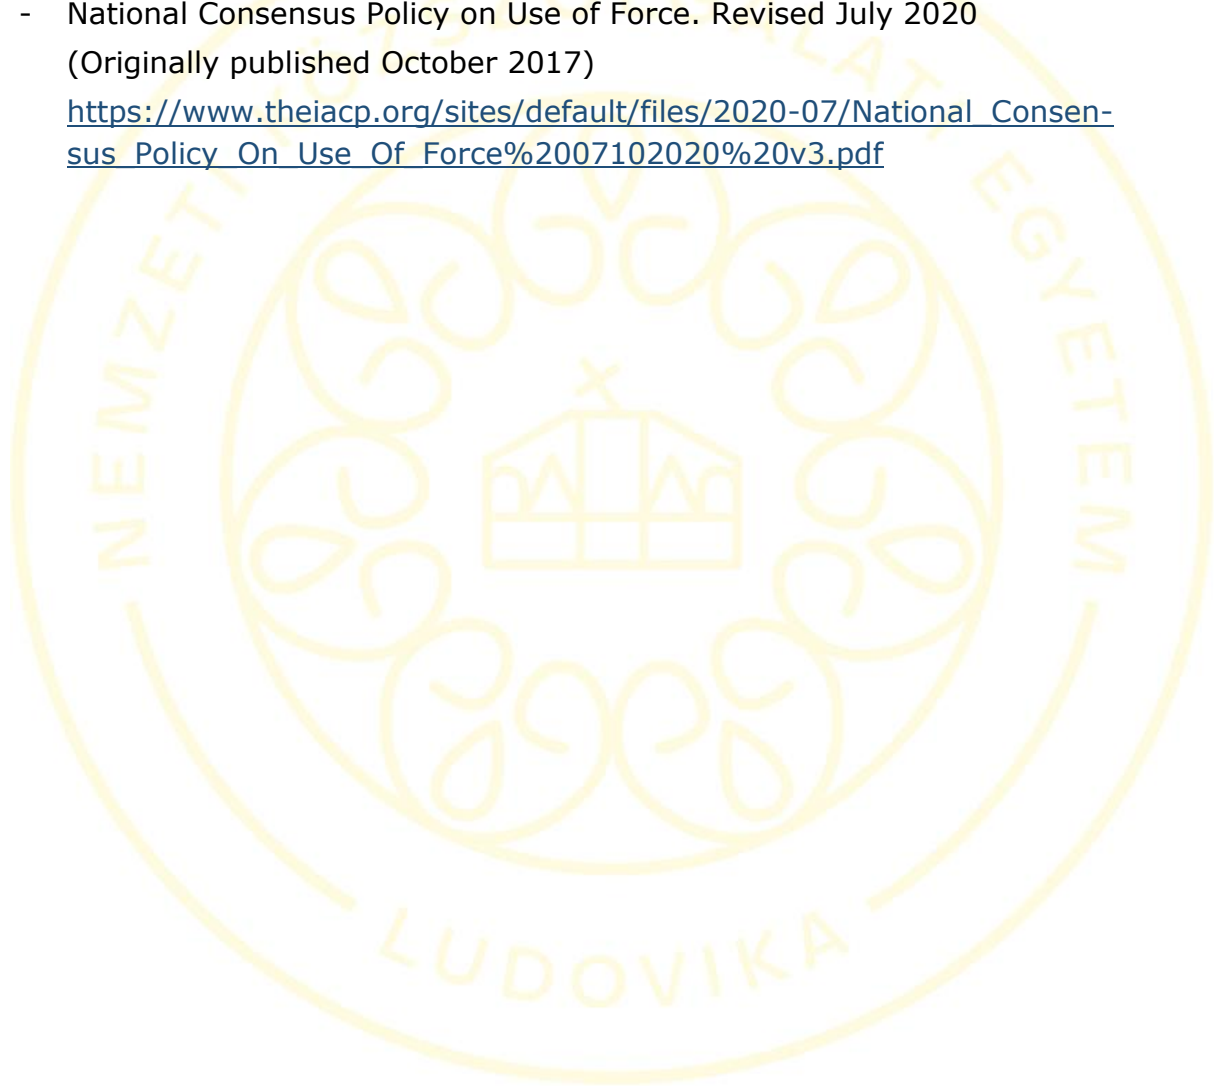 - National Consensus Policy on Use of Force. Revised July 2020
(Originally published October 2017)
https://www.theiacp.org/sites/default/files/2020-07/National_Consen-
sus_Policy_On_Use_Of_Force%2007102020%20v3.pdf
NEMZETI KÖZSZOLGÁLATI EGYETEM
LUDOVIKA